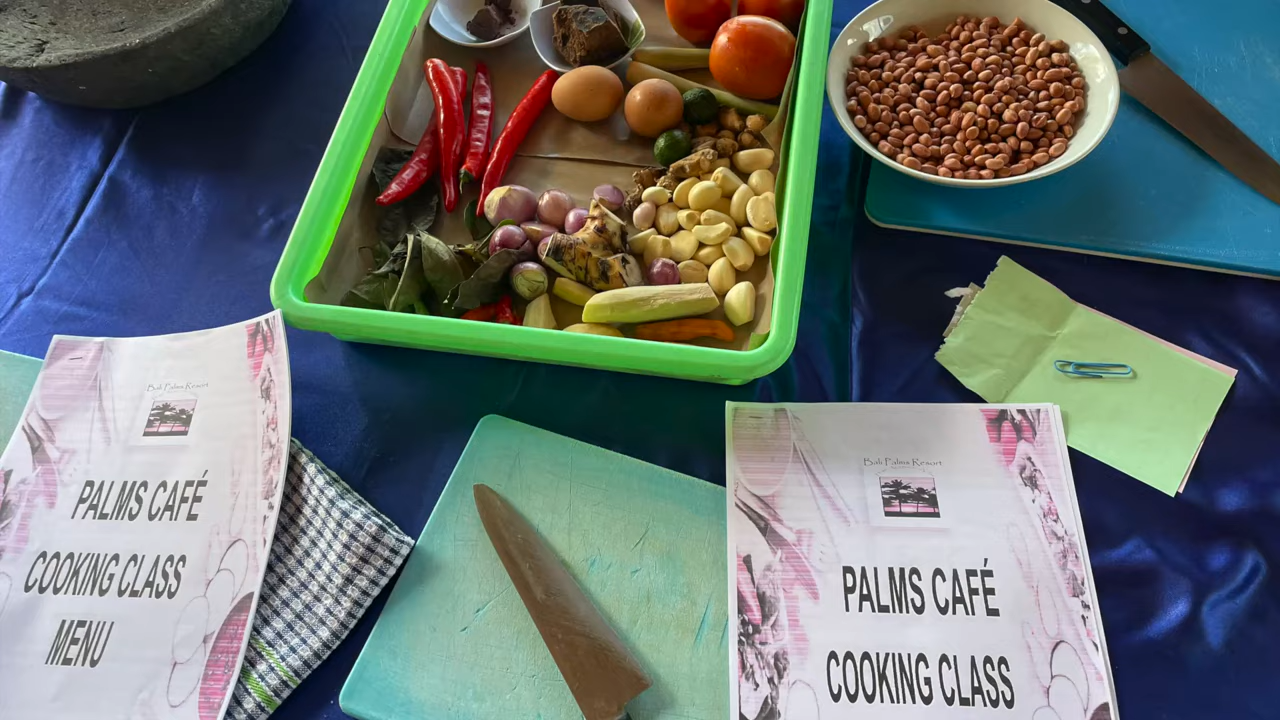 Bali Palms Resort
PALMS CAFÉ
COOKING CLASS
MENU
Bali Palms Resort
PALMS CAFÉ
COOKING CLASS